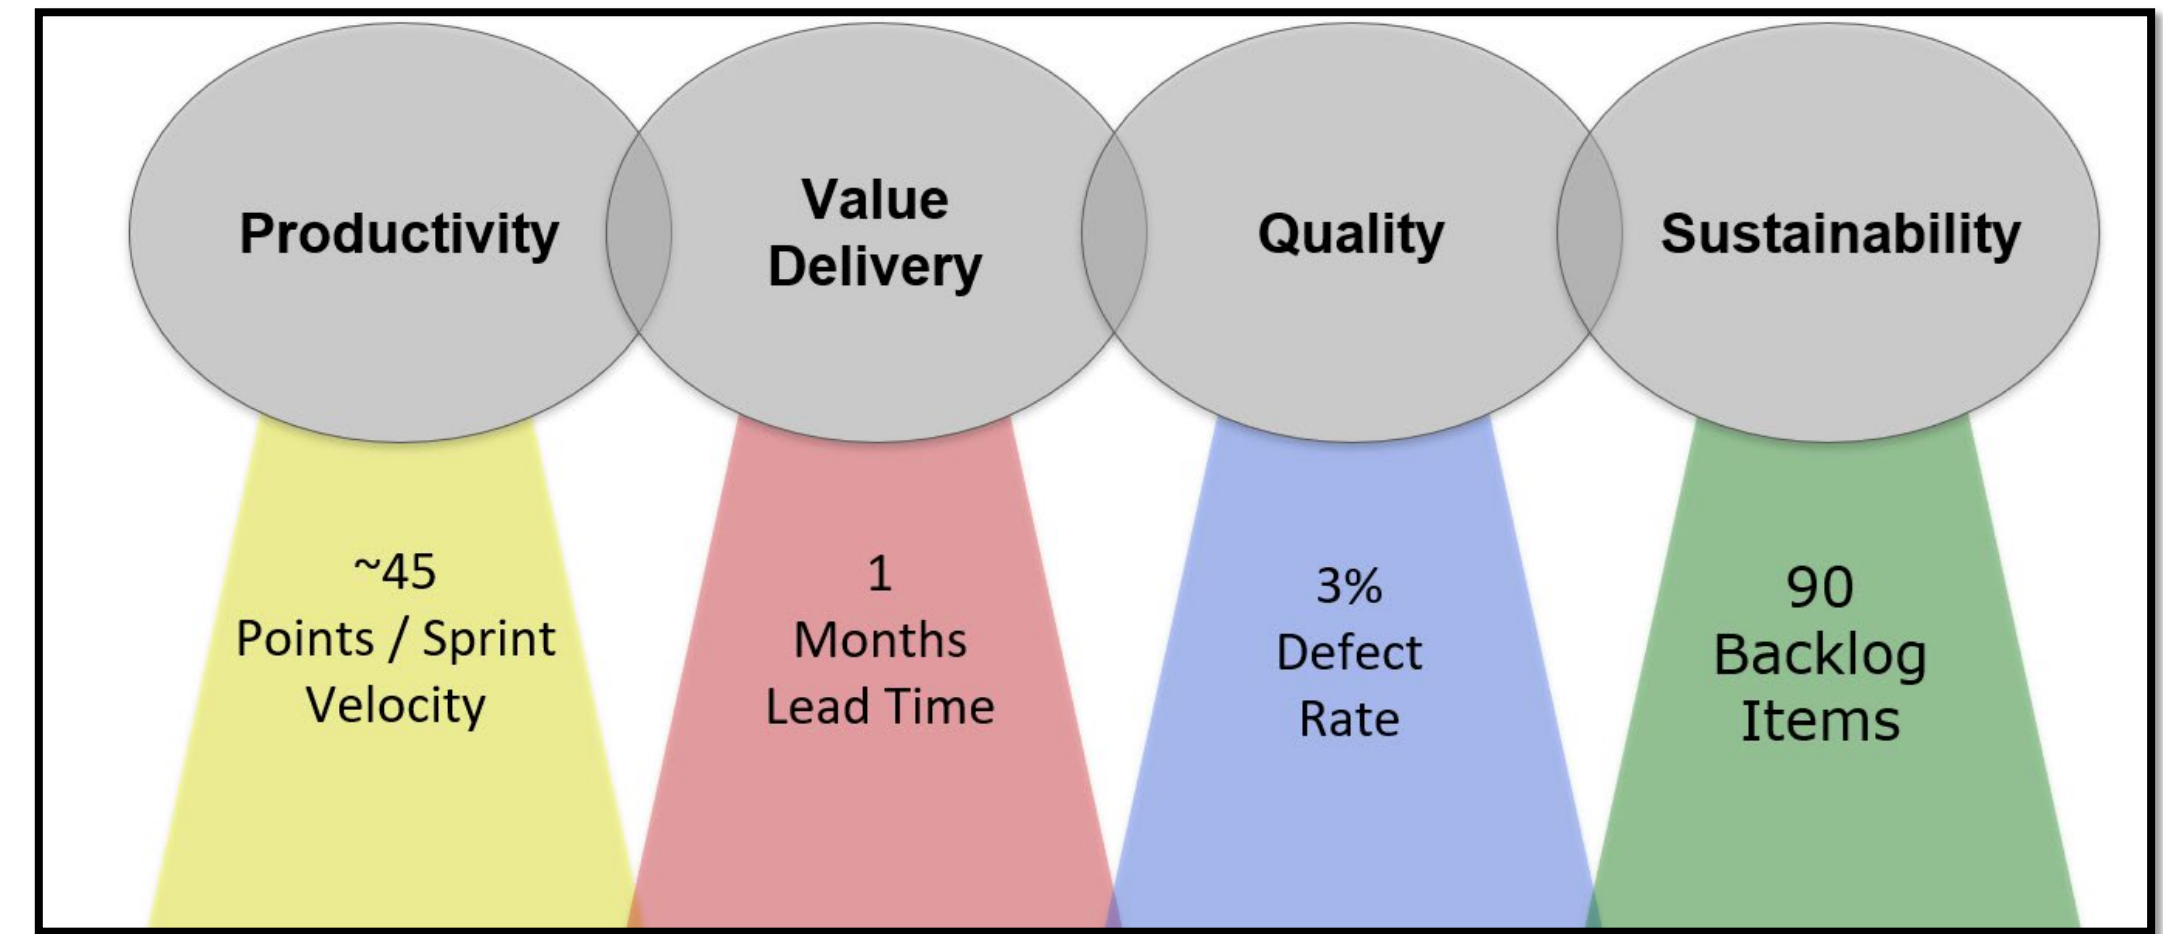 Productivity
Value
Delivery
Quality
Sustainability
~45
Points / Sprint
Velocity
1
Months
Lead Time
3%
Defect
Rate
90
Backlog
Items